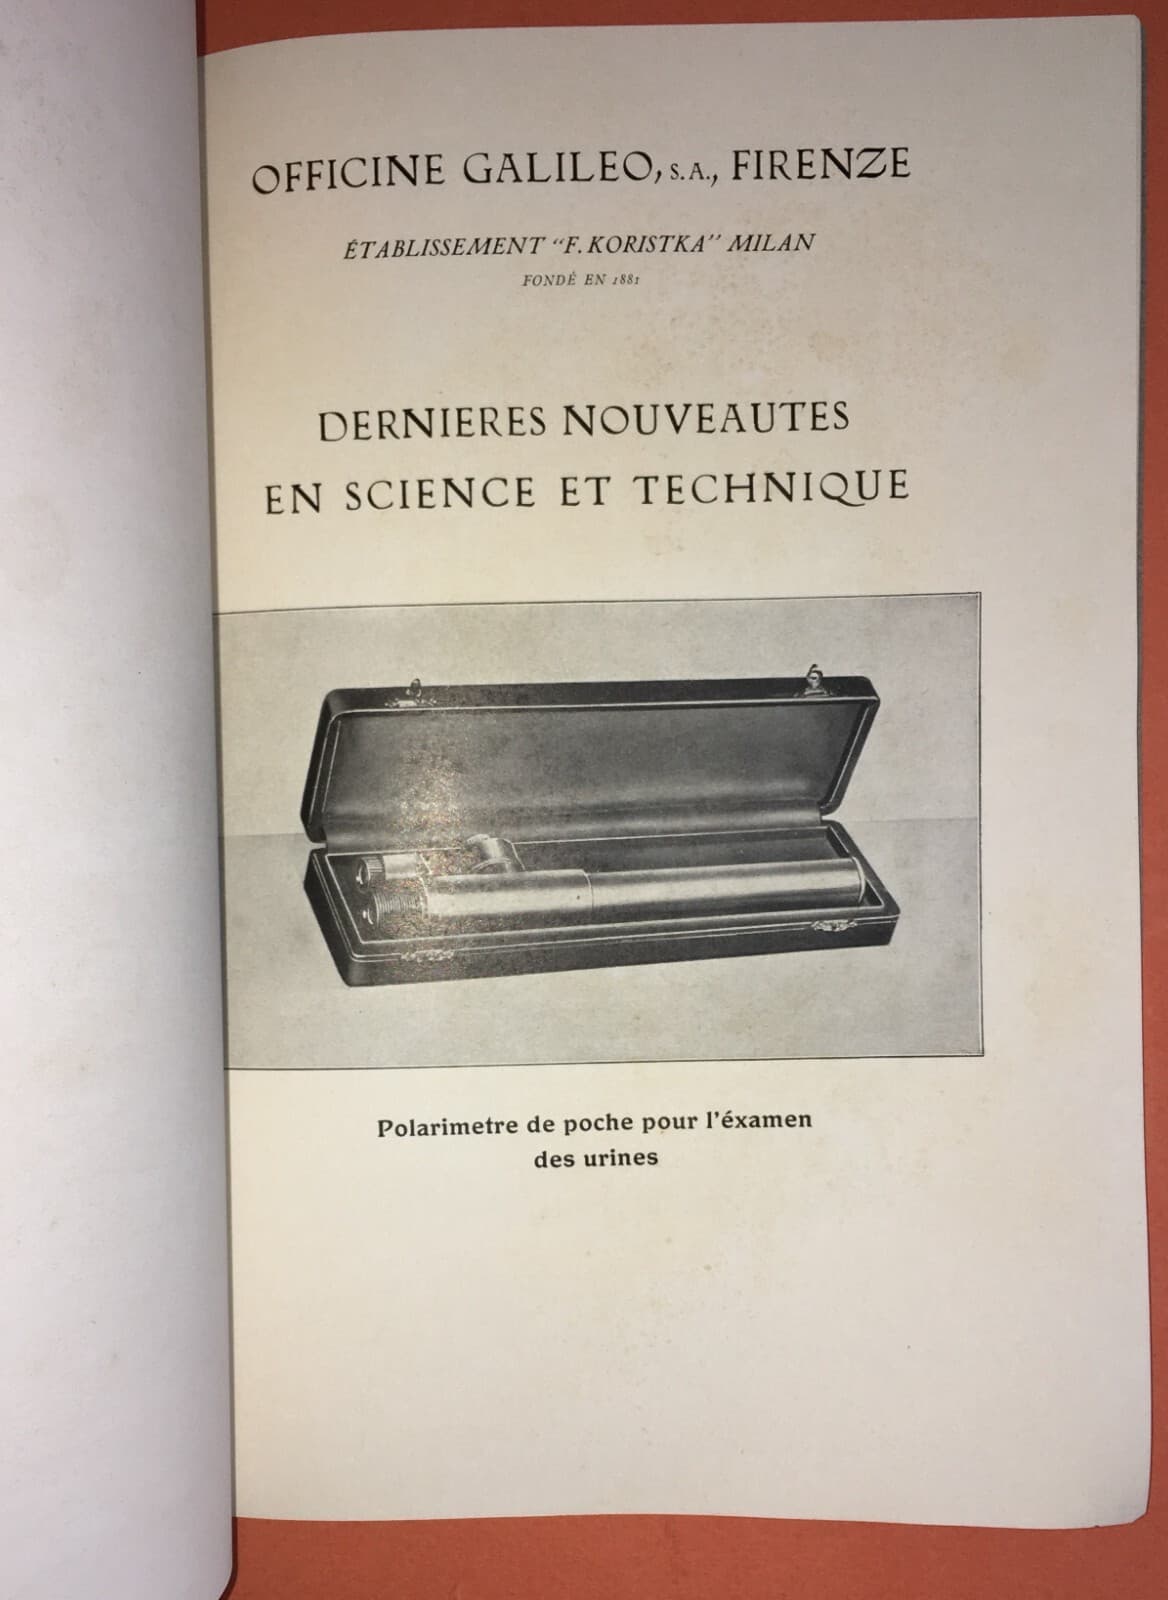 OFFICINE GALILEO, S.A., FIRENZE
ÉTABLISSEMENT “F. KORISTKA” MILAN
FONDÉ EN 1881
DERNIERES NOUVEAUTES
EN SCIENCE ET TECHNIQUE
Polarimetre de poche pour l'éxamen
des urines